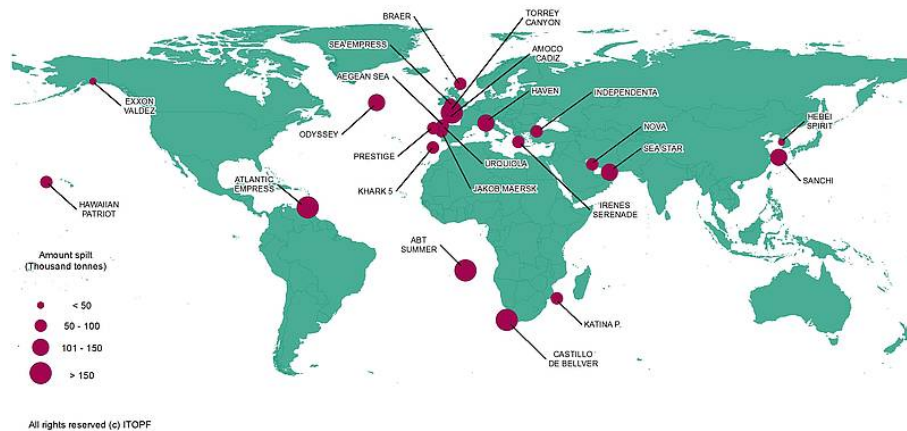 BRAER
TORREY
CANYON
SEA EMPRESS
AMOCO
CADIZ
AEGEAN SEA
HAVEN
INDEPENDENTA
EXXON
VALDEZ
ODYSSEY
NOVA
HEBEI
SPIRIT
PRESTIGE
URQUIOLA
SEA STAR
SANCHI
HAWAIIAN
PATRIOT
ATLANTIC
EMPRESS
KHARK 5
JAKOB MAERSK
IRENES
SERENADE
ABT
SUMMER
KATINA P.
CASTILLO
DE BELLVER
Amount spilt
(Thousand tonnes)
< 50
50 - 100
101 - 150
> 150
All rights reserved (c) ITOPF